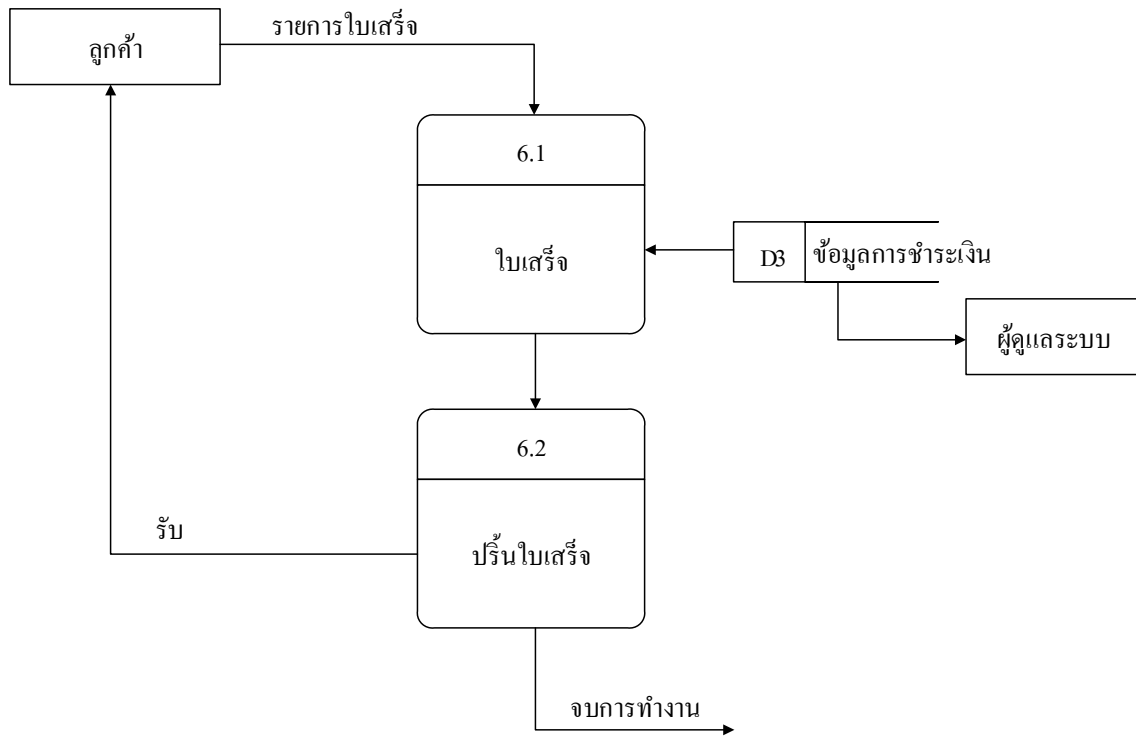 รายการใบเสร็จ
ลูกค้า
6.1
ใบเสร็จ
D3 ข้อมูลการชำระเงิน
ผู้ดูแลระบบ
6.2
รับ
ปริ้นใบเสร็จ
จบการทำงาน